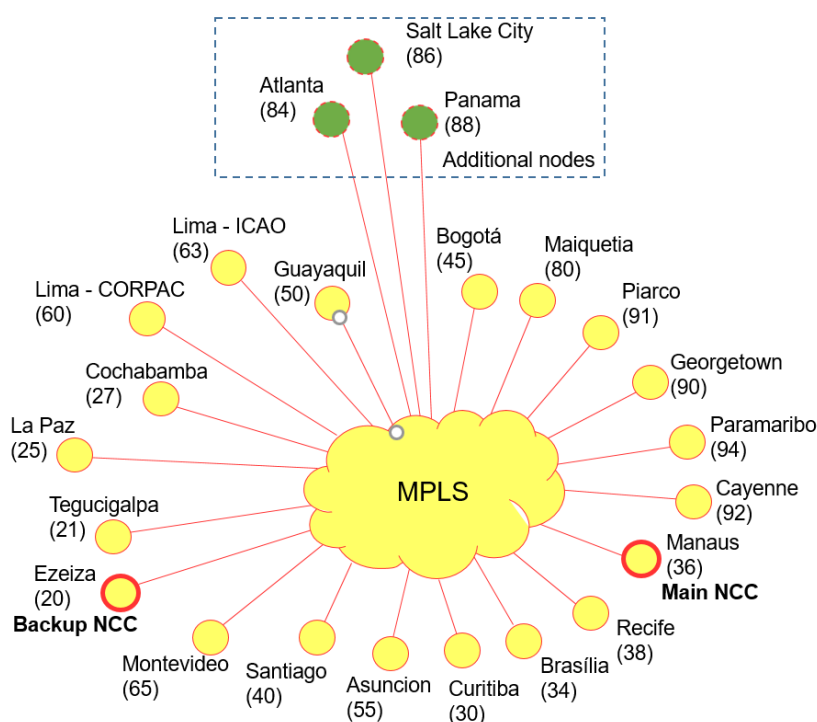 Salt Lake City
(86)
Atlanta
(84)
Panama
(88)
Additional nodes
Lima - ICAO
(63)
Guayaquil
(50)
Bogotá
(45)
Maiquetia
(80)
Lima - CORPAC
(60)
Piarco
(91)
Cochabamba
(27)
Georgetown
(90)
La Paz
(25)
Paramaribo
(94)
MPLS
Tegucigalpa
(21)
Cayenne
(92)
Ezeiza
(20)
Backup NCC
Manaus
(36)
Main NCC
Montevideo
(65)
Santiago
(40)
Asuncion
(55)
Curitiba
(30)
Brasília
(34)
Recife
(38)